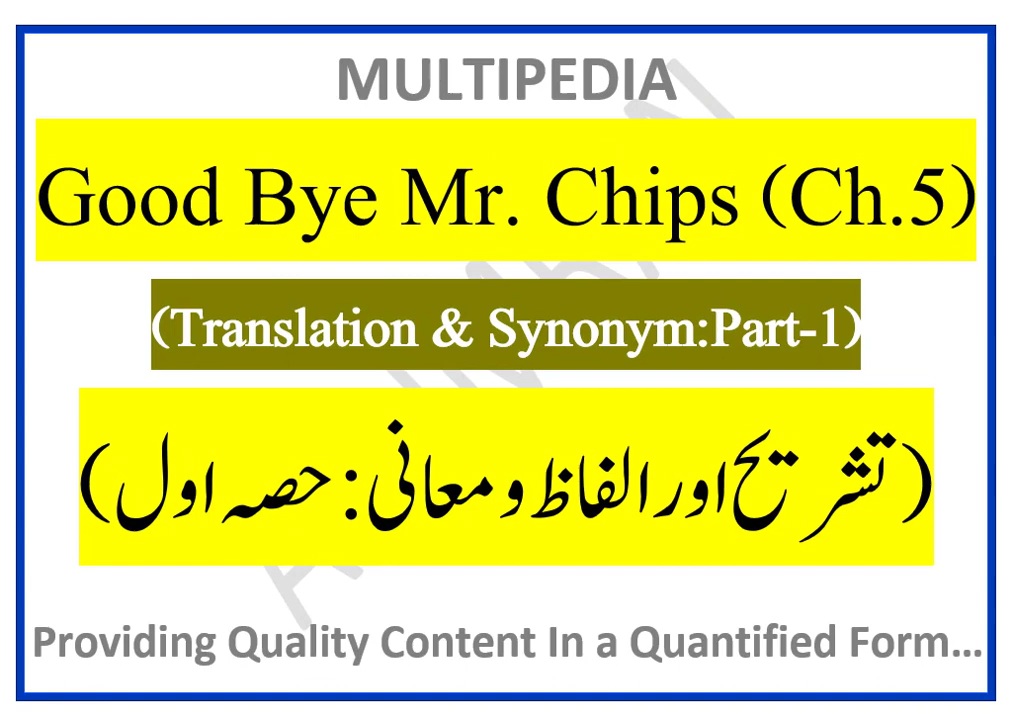 MULTIPEDIA
Good Bye Mr. Chips (Ch.5)
(Translation & Synonym:Part-1)
(تشریح اور الفاظ و معانی: حصہ اول)
Providing Quality Content In a Quantified Form...